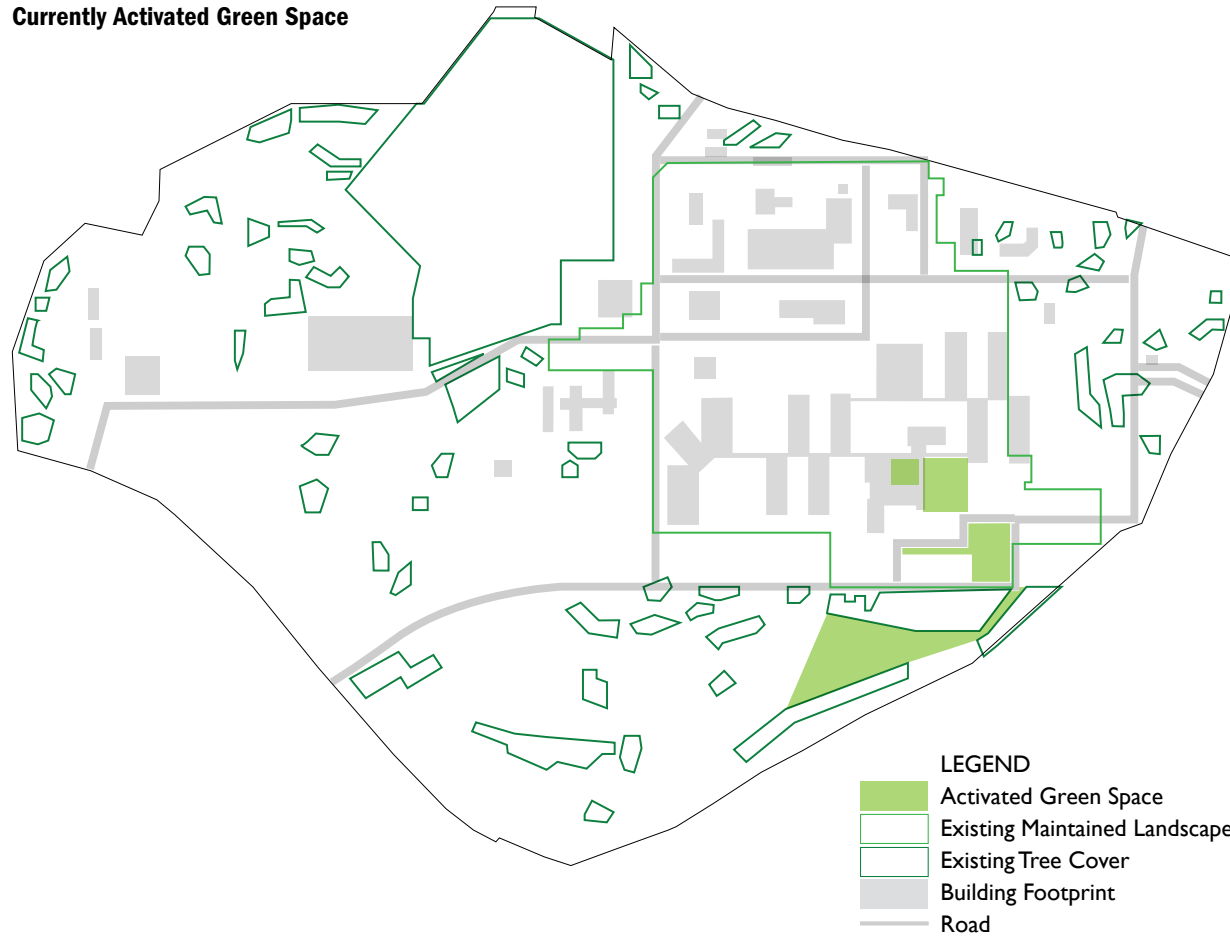 Currently Activated Green Space
LEGEND
Activated Green Space
Existing Maintained Landscape
Existing Tree Cover
Building Footprint
Road